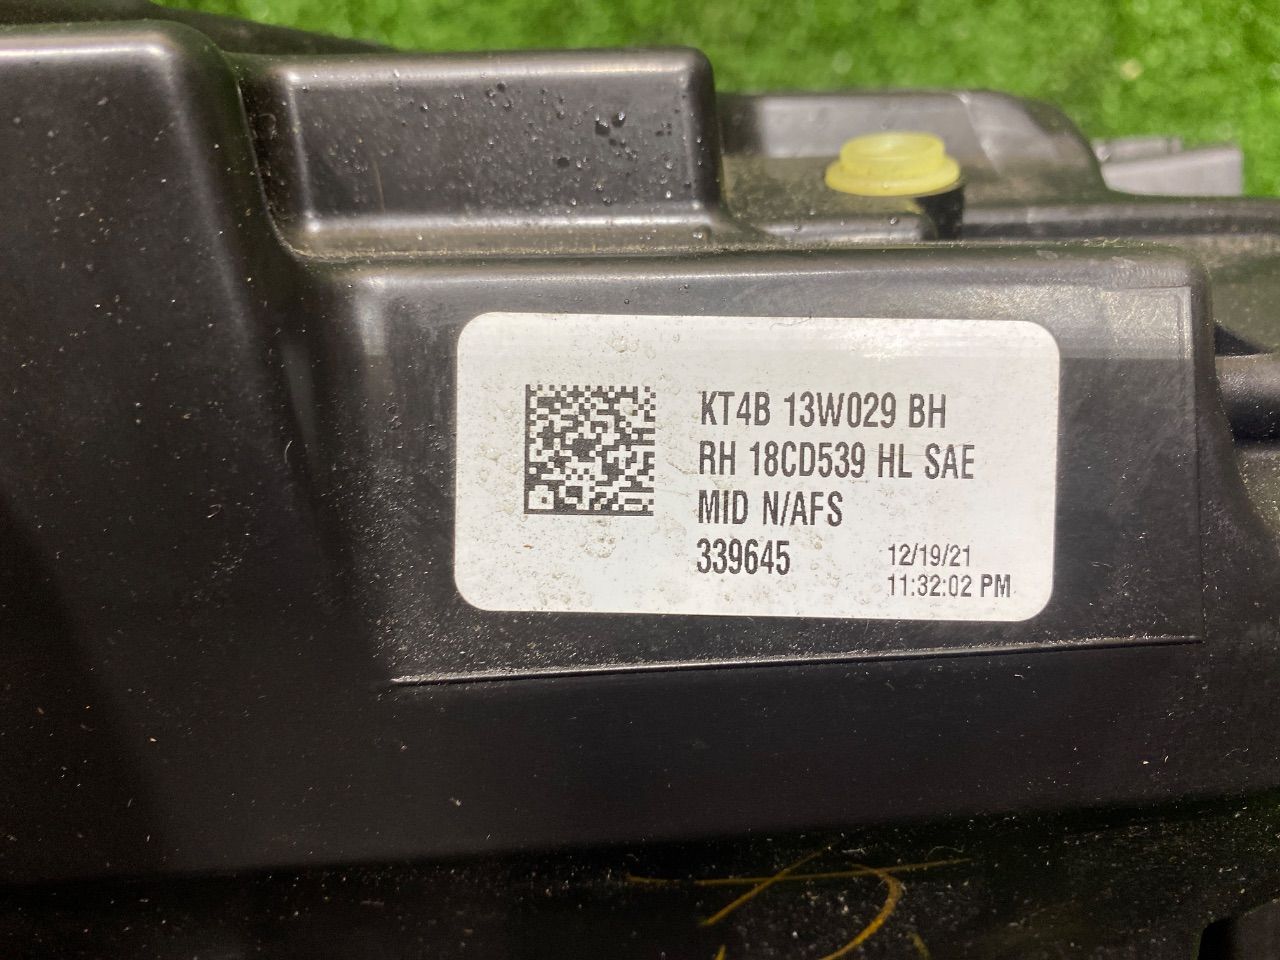 KT4B 13W029 BH
RH 18CD539 HL SAE
MID N/AFS
339645
12/19/21
11:32:02 PM